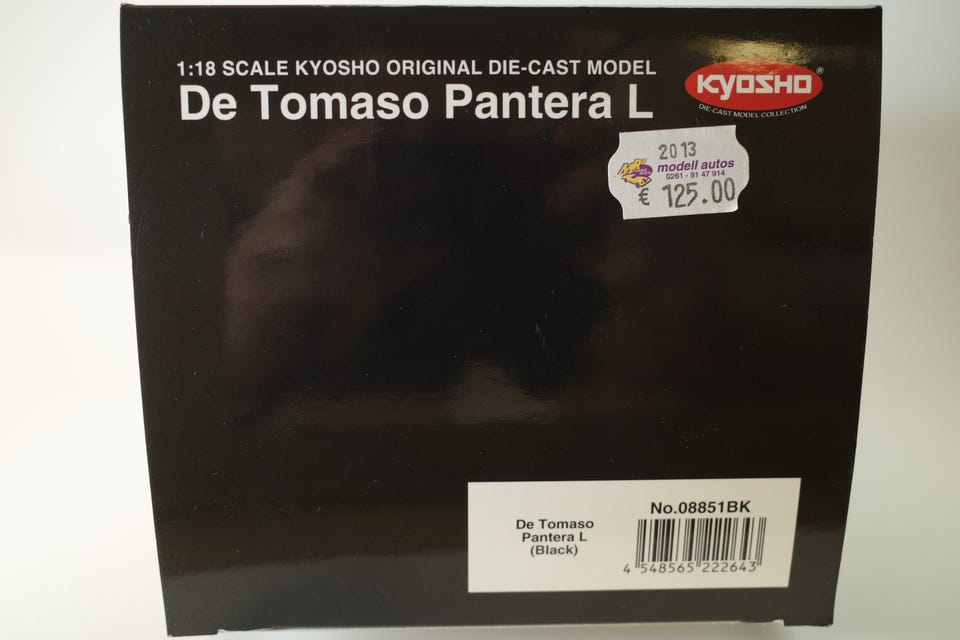 1:18 SCALE KYOSHO ORIGINAL DIE-CAST MODEL
De Tomaso Pantera L
KYOSHO®
DIE-CAST MODEL COLLECTION
2013
modell autos
0261 - 91 47 914
€ 125.00
De Tomaso
Pantera L
(Black)
No.08851BK
4 548565 222643